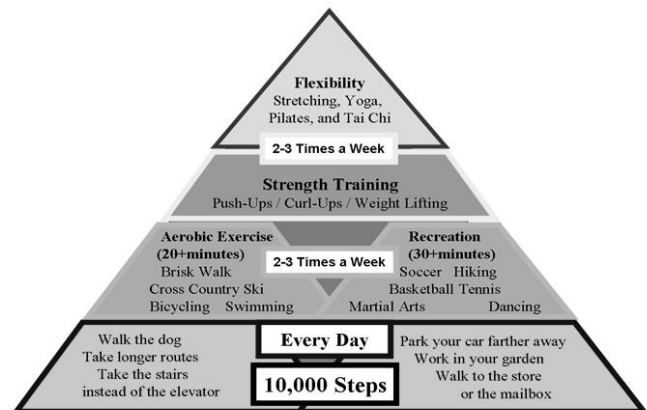 Flexibility
Stretching, Yoga,
Pilates, and Tai Chi
2-3 Times a Week
Strength Training
Push-Ups / Curl-Ups / Weight Lifting
Aerobic Exercise
(20+minutes)
Brisk Walk
Cross Country Ski
Bicycling Swimming
2-3 Times a Week
Recreation
(30+minutes)
Soccer Hiking
Basketball Tennis
Martial Arts Dancing
Walk the dog
Take longer routes
Take the stairs
instead of the elevator
Every Day
10,000 Steps
Park your car farther away
Work in your garden
Walk to the store
or the mailbox